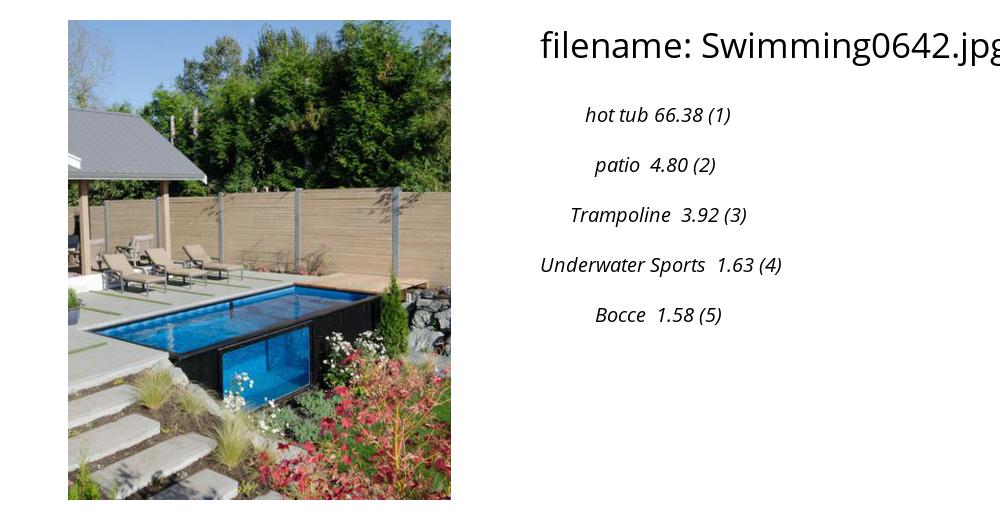 filename: Swimming0642.jpg
hot tub 66.38 (1)
patio 4.80 (2)
Trampoline 3.92 (3)
Underwater Sports 1.63 (4)
Bocce 1.58 (5)